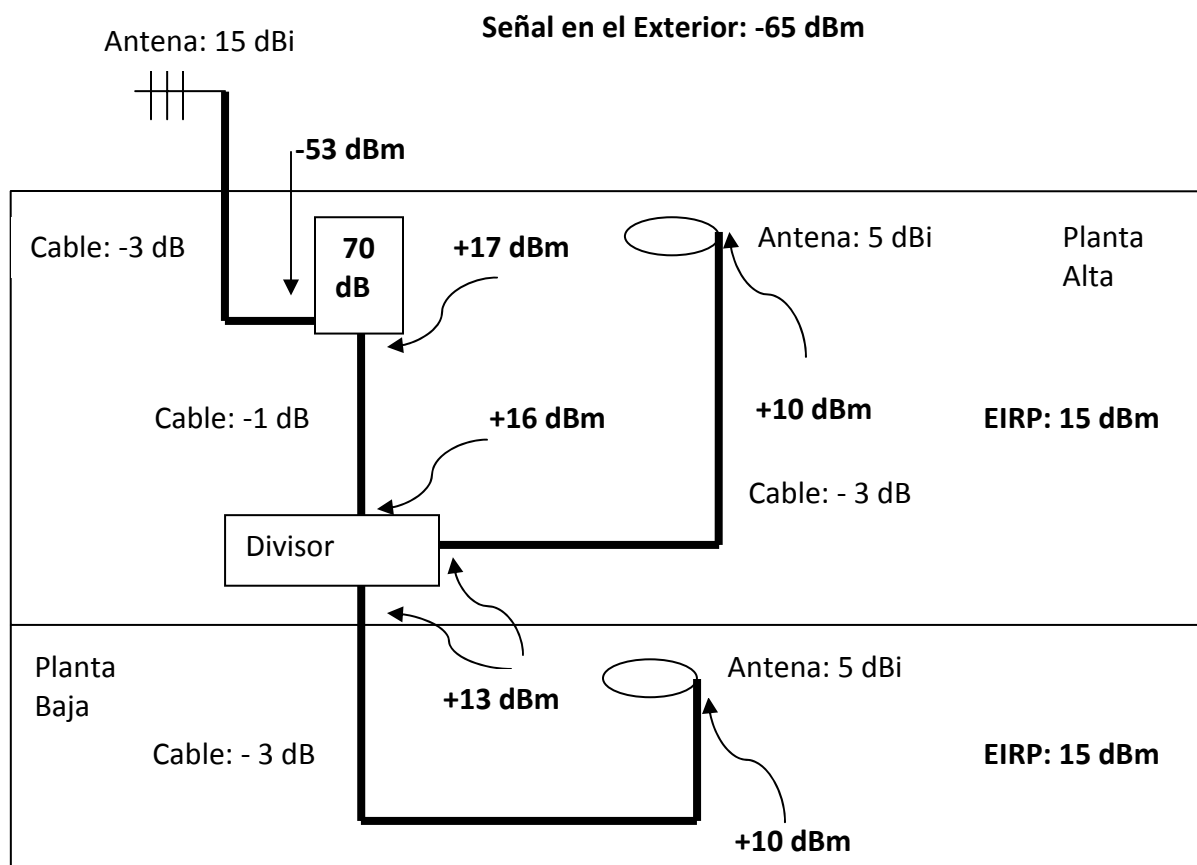 Señal en el Exterior: -65 dBm
Antena: 15 dBi
-53 dBm
Cable: -3 dB
70
dB
+17 dBm
Antena: 5 dBi
Planta
Alta
Cable: -1 dB
+16 dBm
+10 dBm
EIRP: 15 dBm
Cable: - 3 dB
Divisor
Planta
Baja
+13 dBm
Antena: 5 dBi
Cable: - 3 dB
EIRP: 15 dBm
+10 dBm